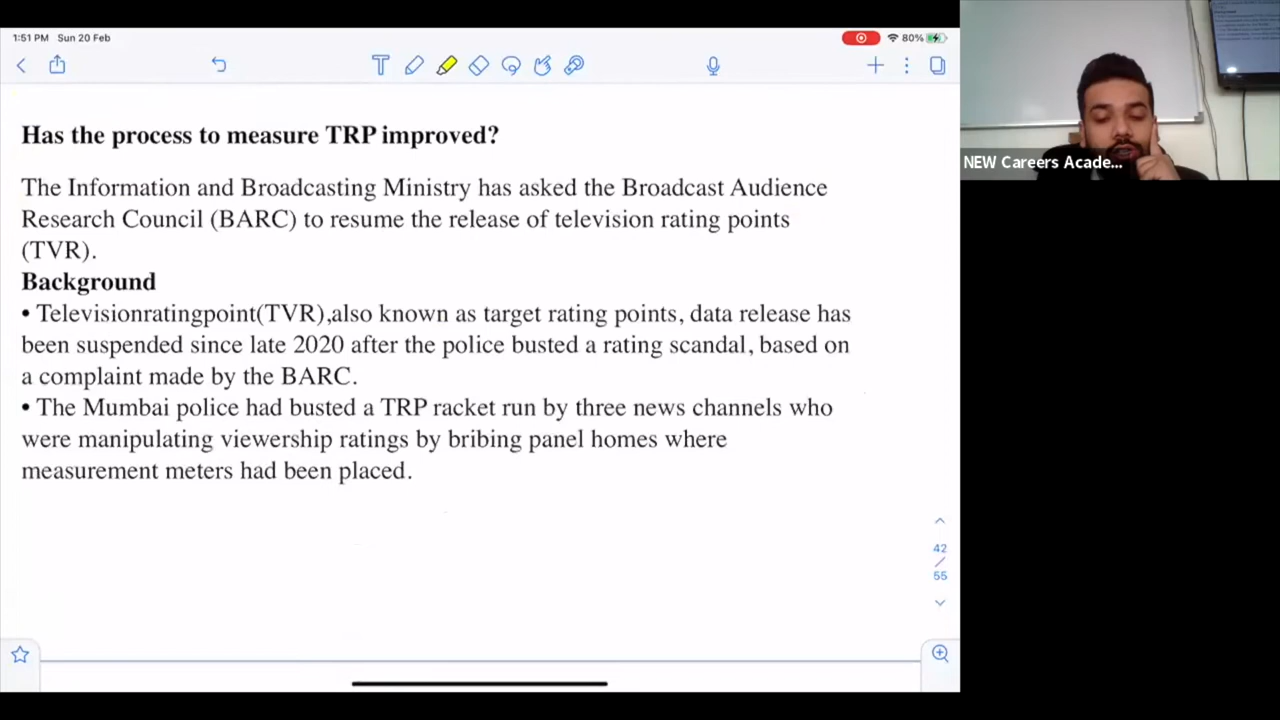 1:51 PM Sun 20 Feb
80%
Has the process to measure TRP improved?
The Information and Broadcasting Ministry has asked the Broadcast Audience
Research Council (BARC) to resume the release of television rating points
(TVR).
Background
• Televisionratingpoint(TVR),also known as target rating points, data release has
been suspended since late 2020 after the police busted a rating scandal, based on
a complaint made by the BARC.
• The Mumbai police had busted a TRP racket run by three news channels who
were manipulating viewership ratings by bribing panel homes where
measurement meters had been placed.
42
/
55
NEW Careers Acade...